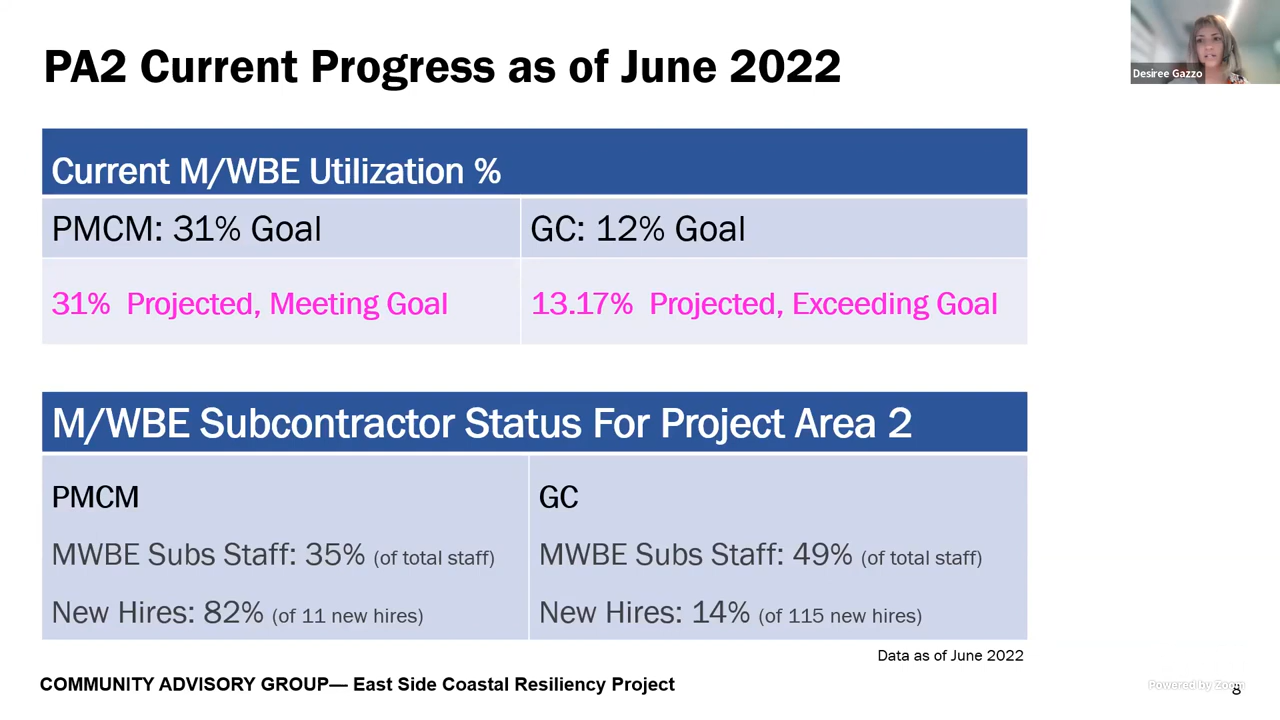 PA2 Current Progress as of June 2022
Desiree Gazzo
Current M/WBE Utilization %
PMCM: 31% Goal
GC: 12% Goal
31% Projected, Meeting Goal
13.17% Projected, Exceeding Goal
M/WBE Subcontractor Status For Project Area 2
PMCM
MWBE Subs Staff: 35% (of total staff)
New Hires: 82% (of 11 new hires)
GC
MWBE Subs Staff: 49% (of total staff)
New Hires: 14% (of 115 new hires)
Data as of June 2022
COMMUNITY ADVISORY GROUP— East Side Coastal Resiliency Project
Powered by Zoom
8